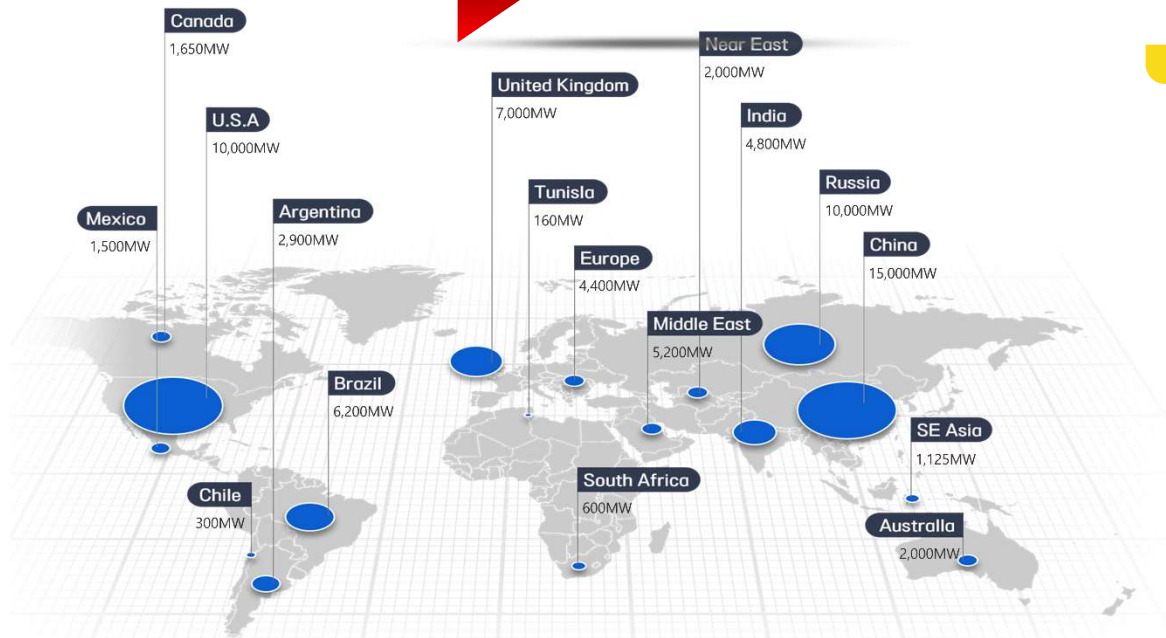 Canada
1,650MW
Near East
2,000MW
United Kingdom
7,000MW
U.S.A
10,000MW
India
4,800MW
Russia
10,000MW
Tunisla
160MW
Mexico
1,500MW
Argentina
2,900MW
China
15,000MW
Europe
4,400MW
Middle East
5,200MW
Brazil
6,200MW
SE Asia
1,125MW
South Africa
600MW
Chile
300MW
Australla
2,000MW